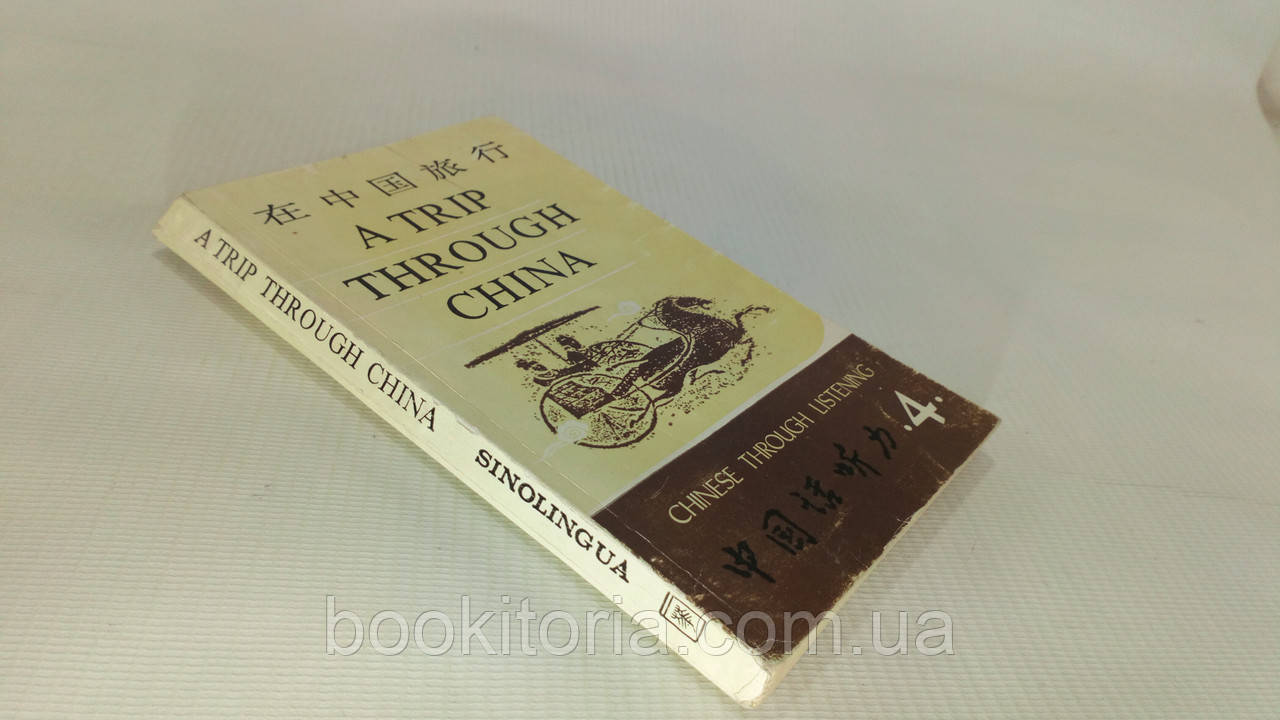 在中国旅行
A TRIP
THROUGH
CHINA
CHINESE THROUGH LISTENING
中国话听力
.4.
A TRIP THROUGH CHINA SINOLINGUA
bookitoria.com.ua